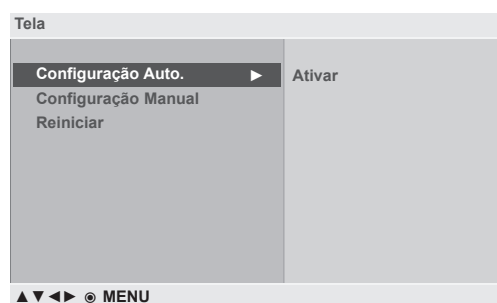 Tela
Configuração Auto. ► Ativar
Configuração Manual
Reiniciar
▲▼◄► ◉ MENU